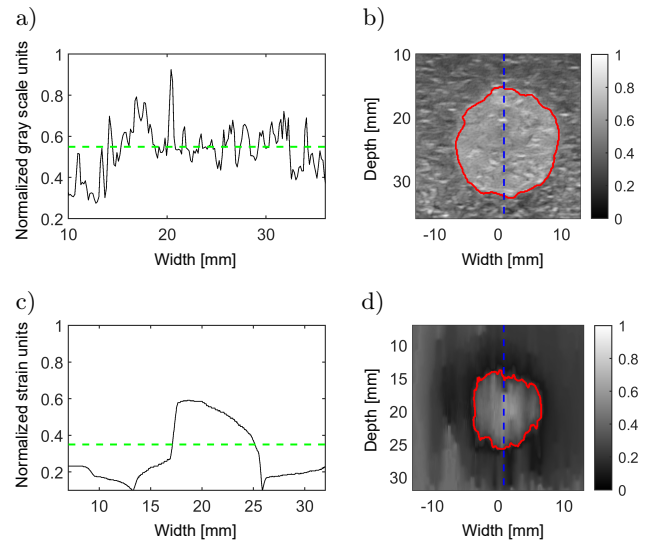 a)
Normalized gray scale units
1
0.8
0.6
0.4
0.2
10 20 30
Width [mm]
b)
Depth [mm]
10
20
30
-10 0 10
Width [mm]
1
0.8
0.6
0.4
0.2
0
c)
Normalized strain units
1
0.8
0.6
0.4
0.2
10 15 20 25 30
Width [mm]
d)
Depth [mm]
10
15
20
25
30
-10 0 10
Width [mm]
1
0.8
0.6
0.4
0.2
0